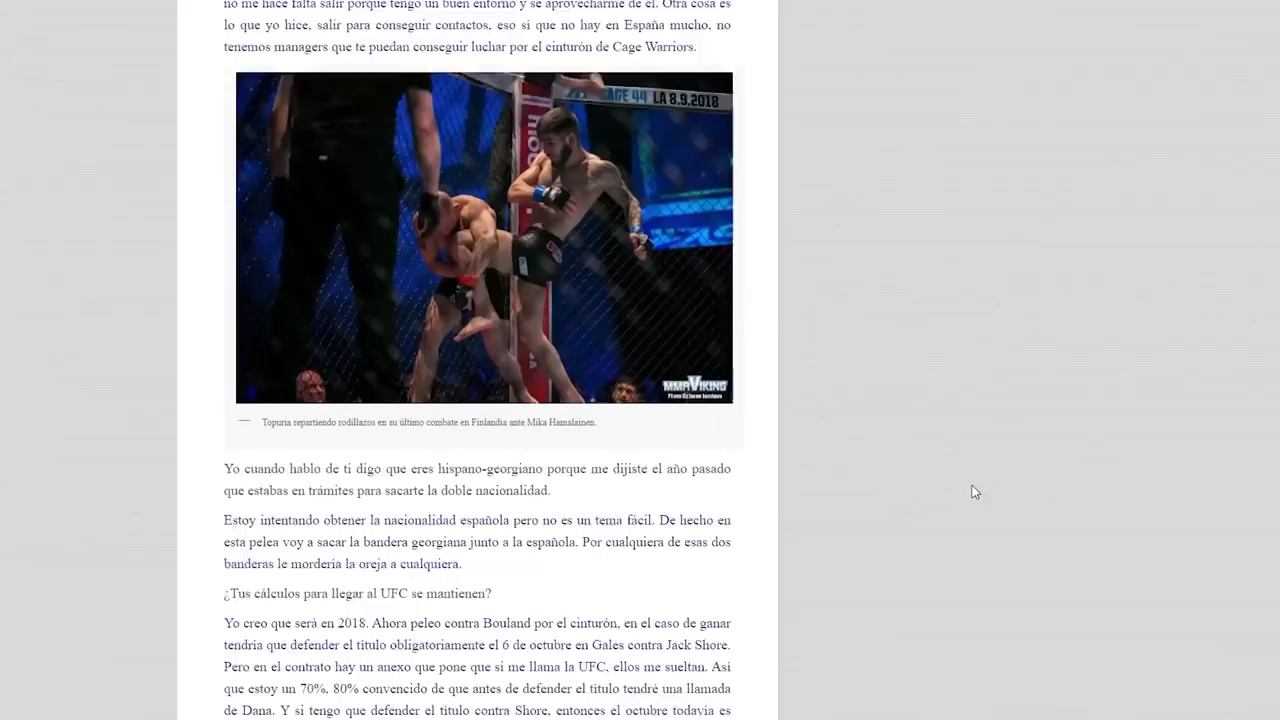 no me hace falta salir porque tengo un buen entorno y se aprovecharme de él. Otra cosa es
lo que yo hice, salir para conseguir contactos, eso si que no hay en España mucho, no
tenemos managers que te puedan conseguir luchar por el cinturón de Cage Warriors.
AGE 44 LA 8.9.2018
MMAVIKING
Topuria repartiendo rodillazos en su último combate en Finlandia ante Mika Hamalainen.
Yo cuando hablo de ti digo que eres hispano-georgiano porque me dijiste el año pasado
que estabas en trámites para sacarte la doble nacionalidad.
Estoy intentando obtener la nacionalidad española pero no es un tema fácil. De hecho en
esta pelea voy a sacar la bandera georgiana junto a la española. Por cualquiera de esas dos
banderas le mordería la oreja a cualquiera.
¿Tus cálculos para llegar al UFC se mantienen?
Yo creo que será en 2018. Ahora peleo contra Bouland por el cinturón, en el caso de ganar
tendría que defender el título obligatoriamente el 6 de octubre en Gales contra Jack Shore.
Pero en el contrato hay un anexo que pone que si me llama la UFC, ellos me sueltan. Asi
que estoy un 70%, 80% convencido de que antes de defender el titulo tendré una llamada
de Dana. Y si tengo que defender el título contra Shore, entonces el octubre todavía es